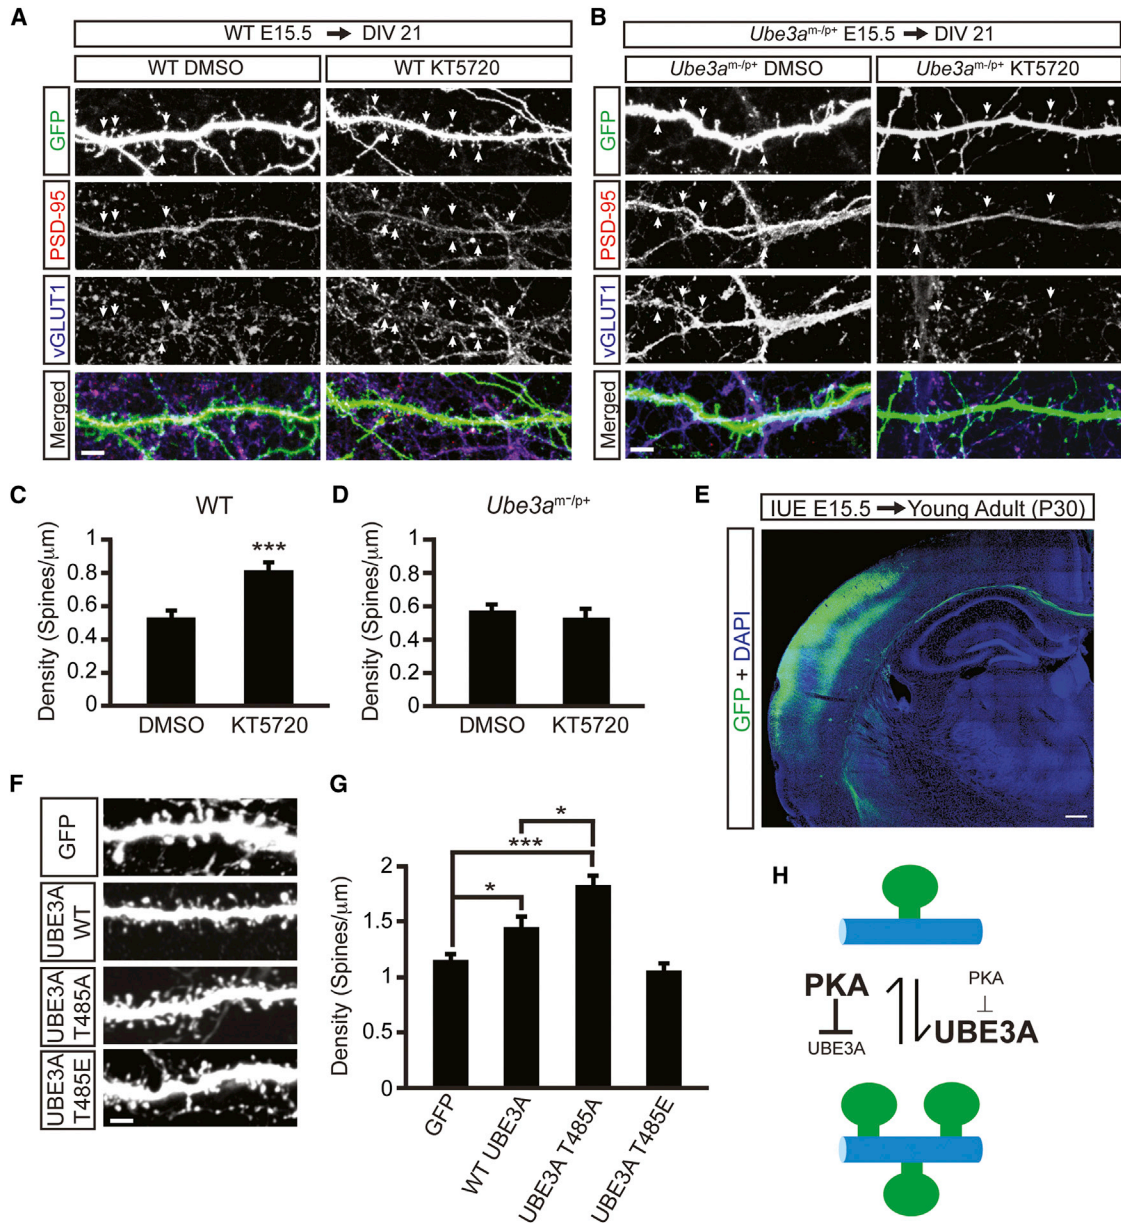 A
WT E15.5 → DIV 21
WT DMSO
WT KT5720
GFP
PSD-95
vGLUT1
Merged
B
Ube3a^m-/p+ E15.5 → DIV 21
Ube3a^m-/p+ DMSO
Ube3a^m-/p+ KT5720
GFP
PSD-95
vGLUT1
Merged
C
WT
Density (Spines/μm)
1
0.8
0.6
0.4
0.2
0
***
DMSO
KT5720
D
Ube3a^m−/p+
Density (Spines/μm)
1
0.8
0.6
0.4
0.2
0
DMSO
KT5720
E
IUE E15.5 → Young Adult (P30)
GFP + DAPI
F
GFP
UBE3A
WT
UBE3A
T485A
UBE3A
T485E
G
Density (Spines/μm)
2
1.5
1
0.5
0
*
***
*
GFP
WT UBE3A
UBE3A T485A
UBE3A T485E
H
PKA
UBE3A
PKA
UBE3A